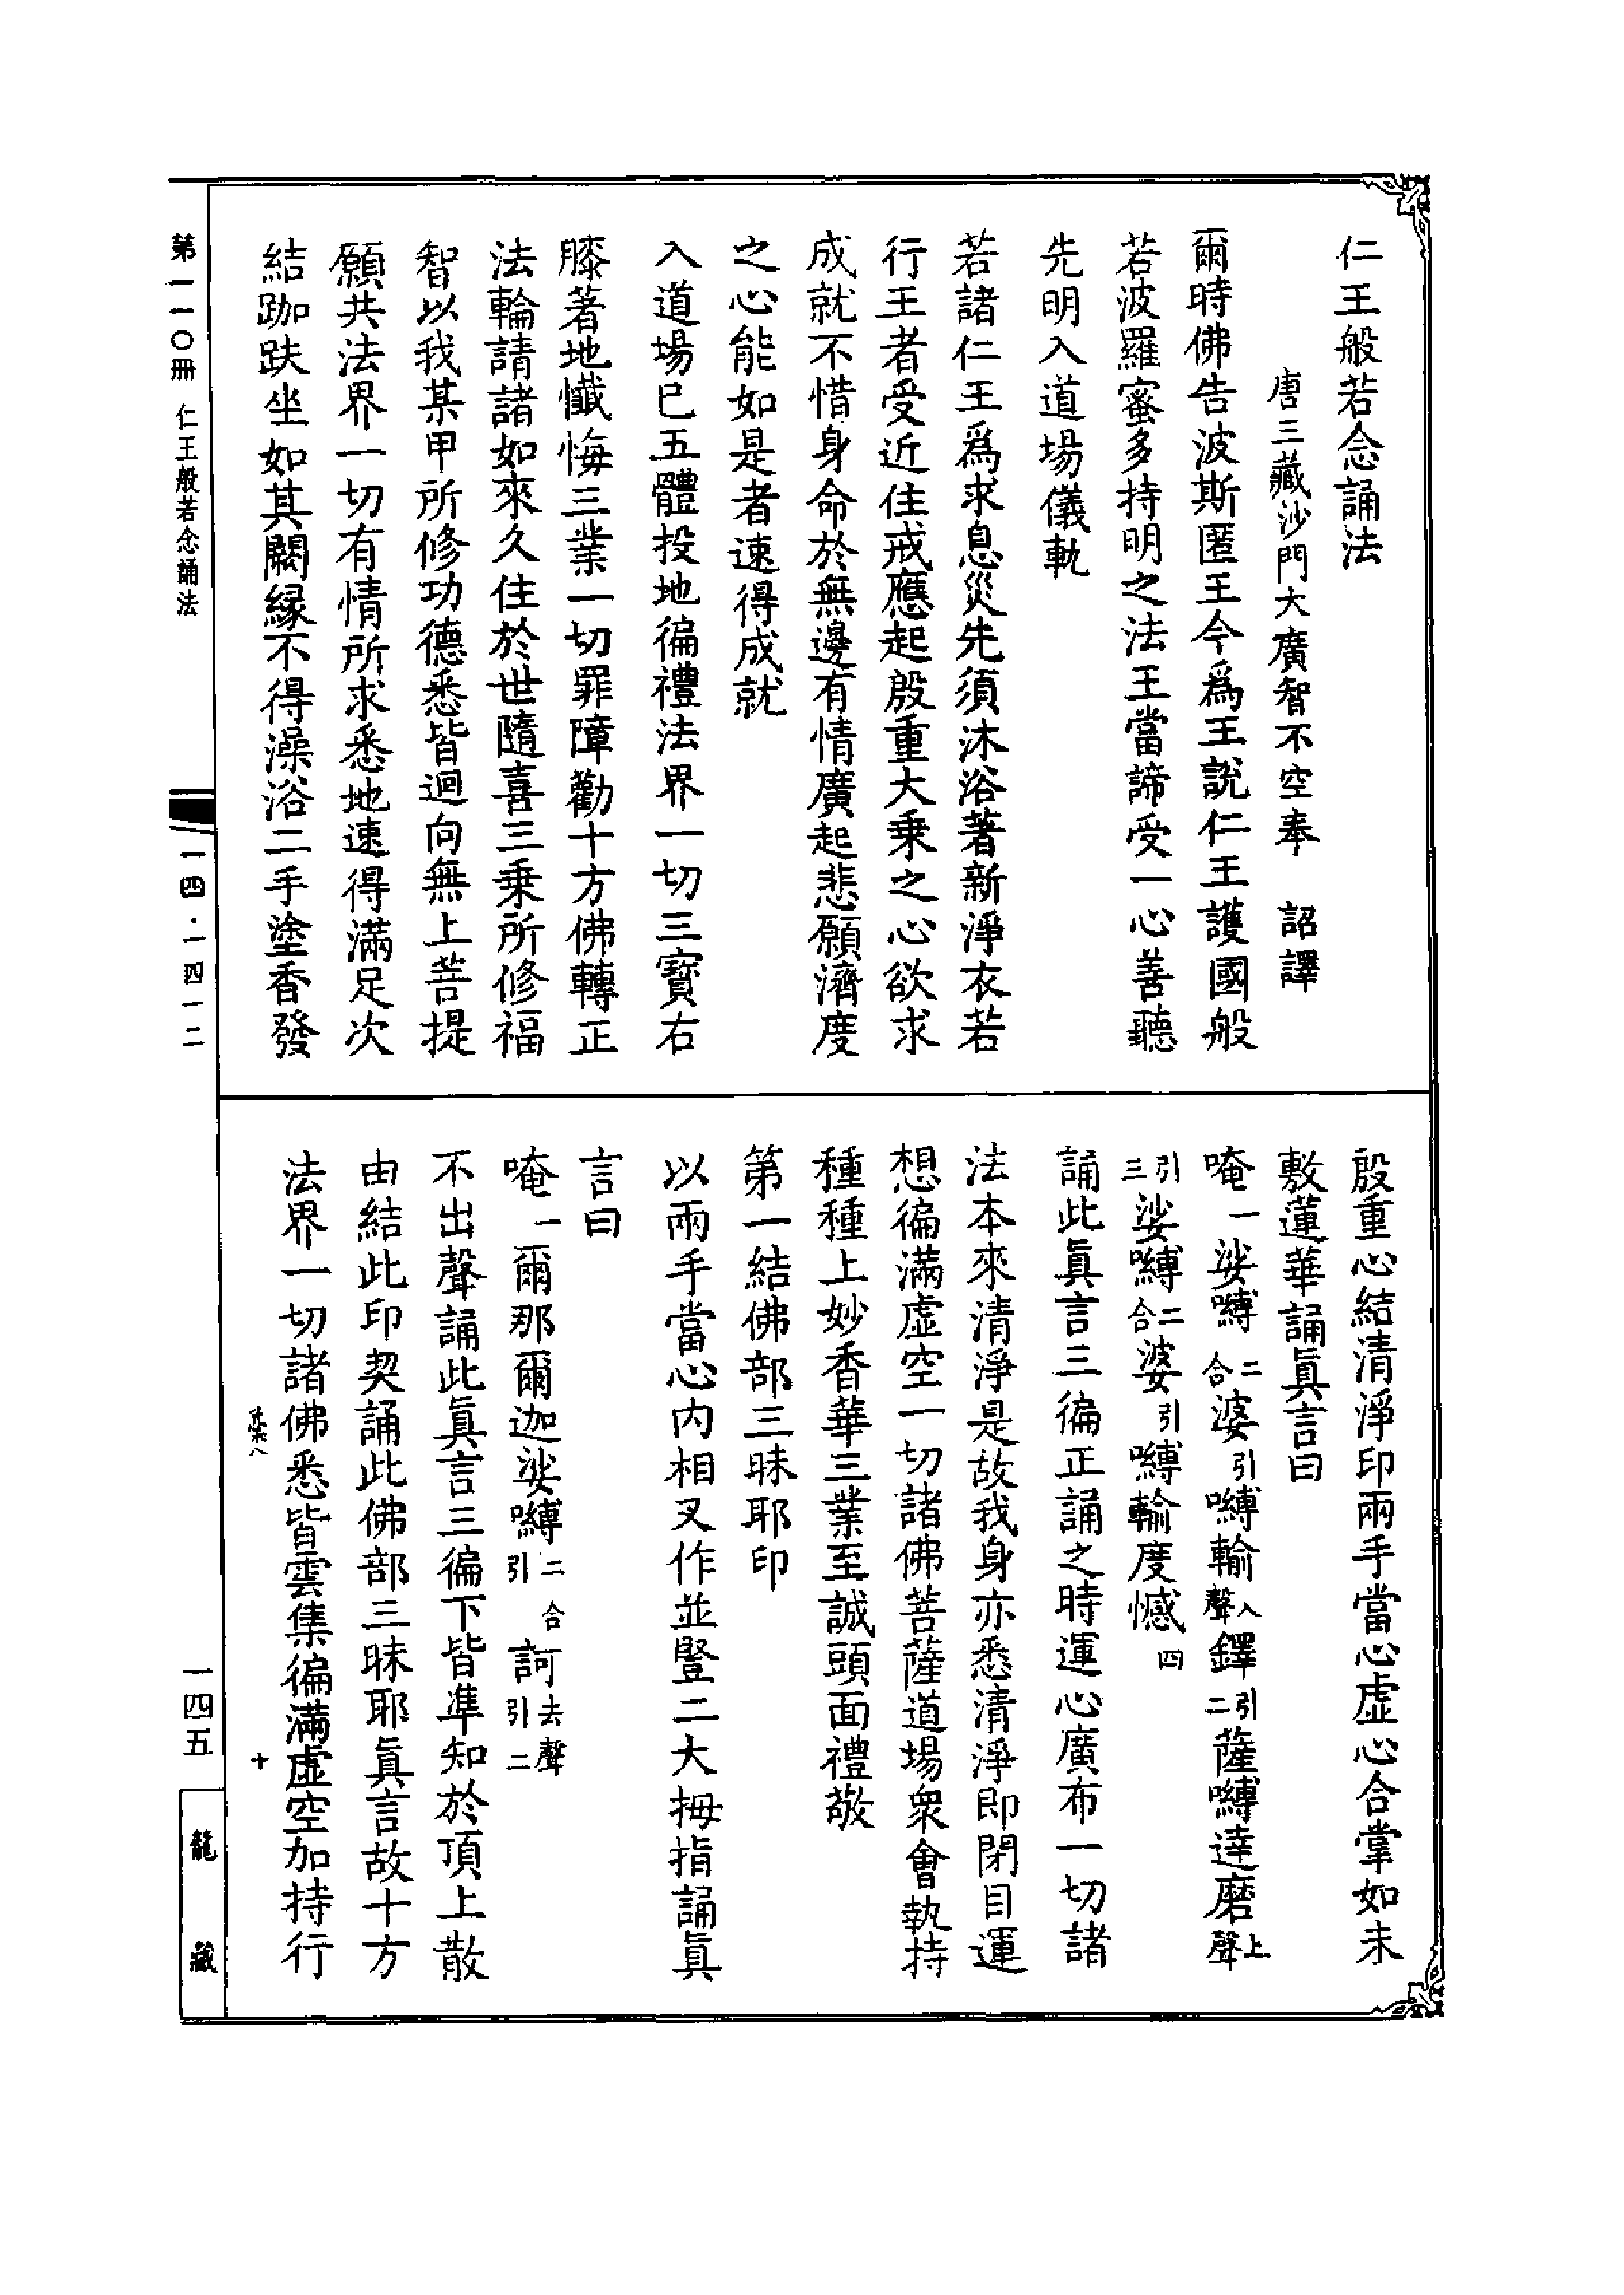 仁王般若念誦法
唐三藏沙門大廣智不空奉　詔譯
爾時佛告波斯匿王今爲王說仁王護國般
若波羅蜜多持明之法王當諦受一心善聽
先明入道場儀軌
若諸仁王爲求息災先須沐浴著新淨衣若
行王者受近住戒應起殷重大乘之心欲求
成就不惜身命於無邊有情廣起悲願濟度
之心能如是者速得成就
入道場已五體投地徧禮法界一切三寶右
膝著地懺悔三業一切罪障勸十方佛轉正
法輪請諸如來久住於世隨喜三乘所修福
智以我某甲所修功德悉皆迴向無上菩提
願共法界一切有情所求悉地速得滿足次
結跏趺坐如其闕緣不得澡浴二手塗香發
殷重心結清淨印兩手當心虛心合掌如未
敷蓮華誦眞言曰
唵一娑嚩二合婆引嚩輸入聲鐸引二薩嚩達磨上聲
引三娑嚩二合婆引嚩輸度憾四
誦此眞言三徧正誦之時運心廣布一切諸
法本來清淨是故我身亦悉清淨即閉目運
想徧滿虛空一切諸佛菩薩道場衆會執持
種種上妙香華三業至誠頭面禮敬
第一結佛部三昧耶印
以兩手當心內相叉作並豎二大拇指誦眞
言曰
唵一爾那爾迦娑嚩二合引訶去聲引二
不出聲誦此眞言三徧下皆準知於頂上散
由結此印契誦此佛部三昧耶眞言故十方
法界一切諸佛悉皆雲集徧滿虛空加持行
十
第一一〇冊　仁王般若念誦法
一四·一四一二
一四五
龍藏